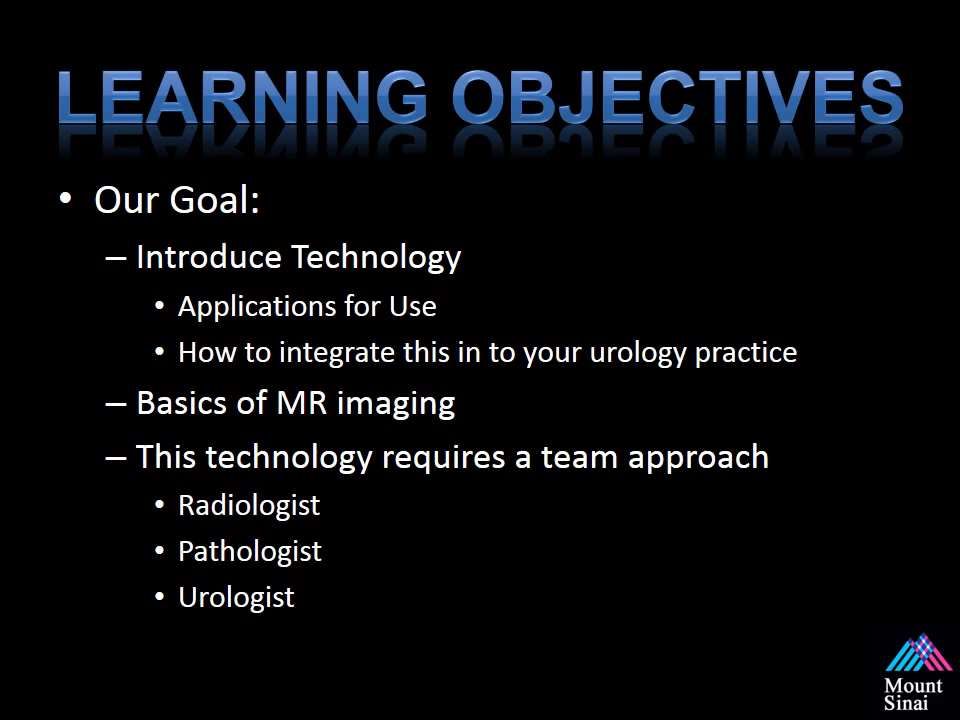 LEARNING OBJECTIVES
• Our Goal:
– Introduce Technology
• Applications for Use
• How to integrate this in to your urology practice
– Basics of MR imaging
– This technology requires a team approach
• Radiologist
• Pathologist
• Urologist
Mount
Sinai